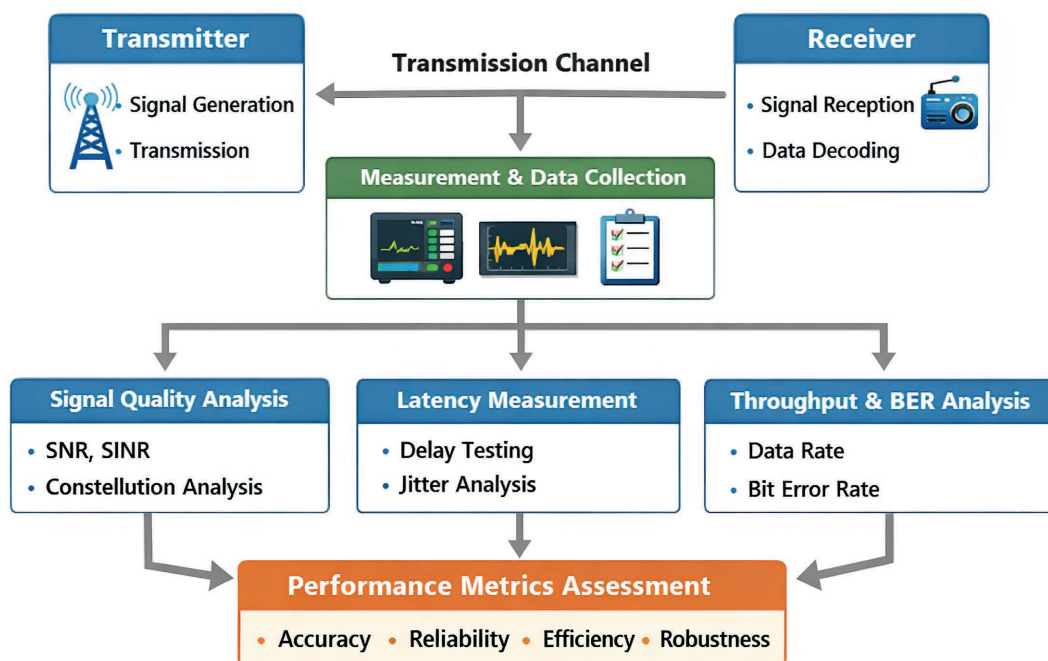 Transmitter
• Signal Generation
• Transmission
Transmission Channel
Receiver
• Signal Reception
• Data Decoding
Measurement & Data Collection
Signal Quality Analysis
• SNR, SINR
• Constellution Analysis
Latency Measurement
• Delay Testing
• Jitter Analysis
Throughput & BER Analysis
• Data Rate
• Bit Error Rate
Performance Metrics Assessment
• Accuracy • Reliability • Efficiency • Robustness